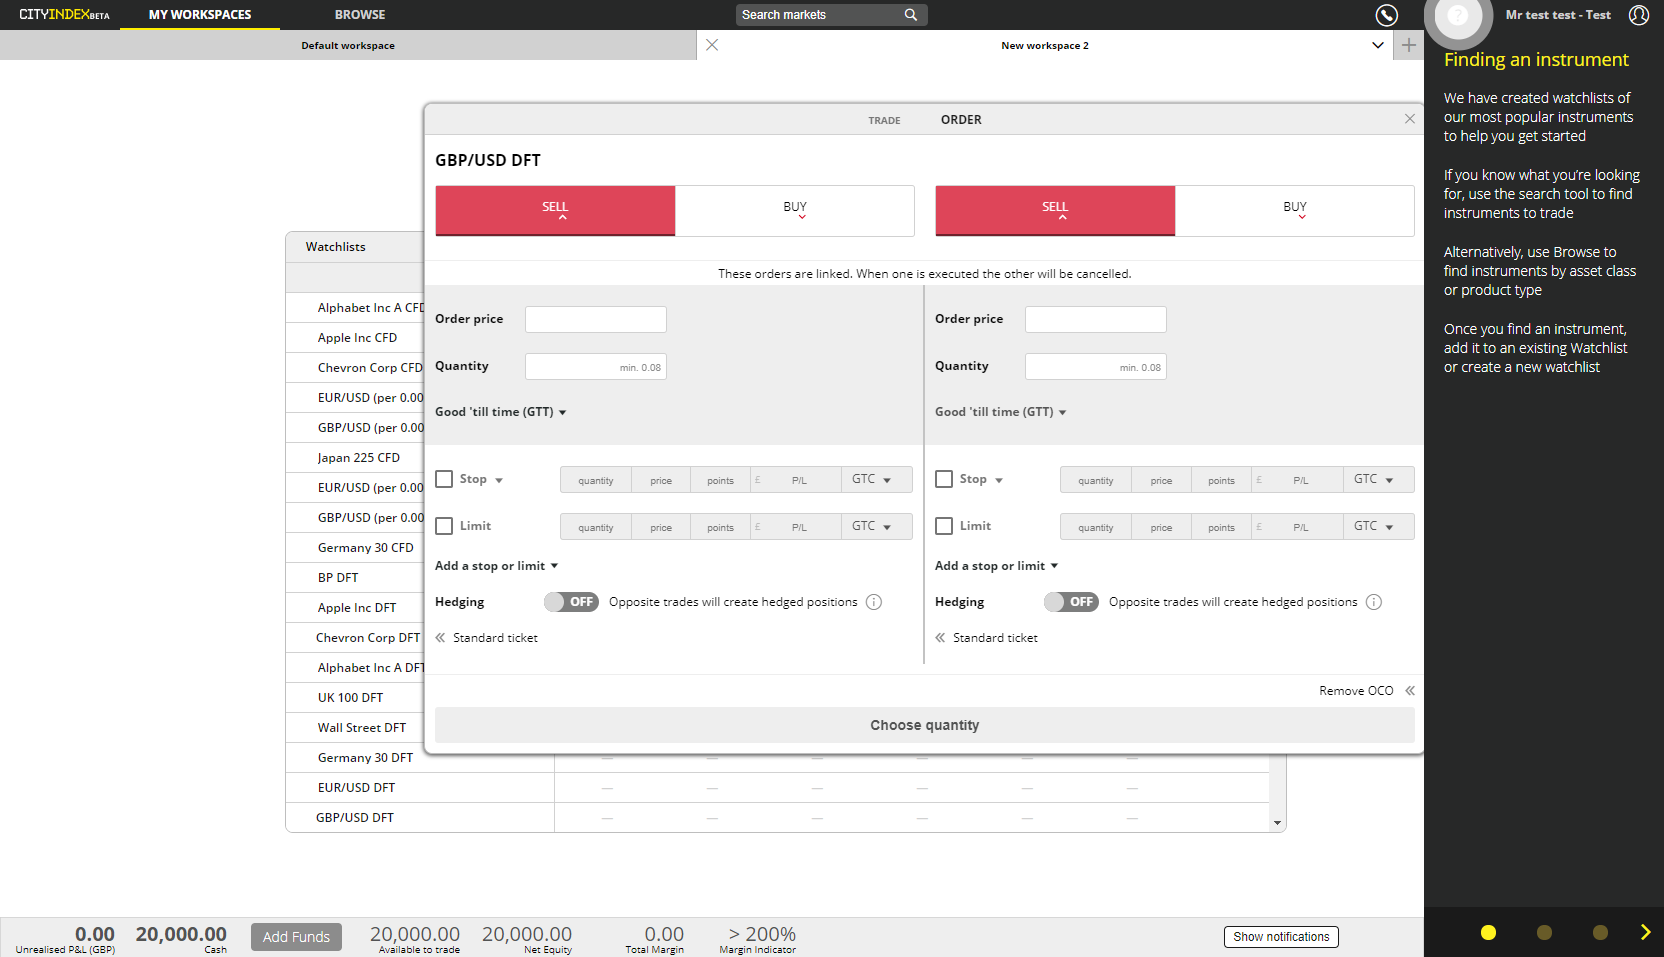 CITYINDEXBETA
MY WORKSPACES
BROWSE
Search markets
?
Mr test test - Test
Default workspace
New workspace 2
Finding an instrument
We have created watchlists of
our most popular instruments
to help you get started
If you know what you're looking
for, use the search tool to find
instruments to trade
Alternatively, use Browse to
find instruments by asset class
or product type
Once you find an instrument,
add it to an existing Watchlist
or create a new watchlist
TRADE ORDER
GBP/USD DFT
SELL BUY SELL BUY
These orders are linked. When one is executed the other will be cancelled.
Order price Order price
Quantity min. 0.08 Quantity min. 0.08
Good 'till time (GTT) Good 'till time (GTT)
Stop quantity price points £ P/L GTC Stop quantity price points £ P/L GTC
Limit quantity price points £ P/L GTC Limit quantity price points £ P/L GTC
Add a stop or limit Add a stop or limit
Hedging OFF Opposite trades will create hedged positions i Hedging OFF Opposite trades will create hedged positions i
« Standard ticket « Standard ticket
Remove OCO «
Choose quantity
Watchlists
Alphabet Inc A CFD
Apple Inc CFD
Chevron Corp CFD
EUR/USD (per 0.00
GBP/USD (per 0.00
Japan 225 CFD
EUR/USD (per 0.00
GBP/USD (per 0.00
Germany 30 CFD
BP DFT
Apple Inc DFT
Chevron Corp DFT
Alphabet Inc A DFT
UK 100 DFT
Wall Street DFT
Germany 30 DFT — — — — — —
EUR/USD DFT — — — — — —
GBP/USD DFT — — — — — —
0.00 20,000.00 Add Funds 20,000.00 20,000.00 0.00 > 200% Show notifications
Unrealised P&L (GBP) Cash Available to trade Net Equity Total Margin Margin Indicator